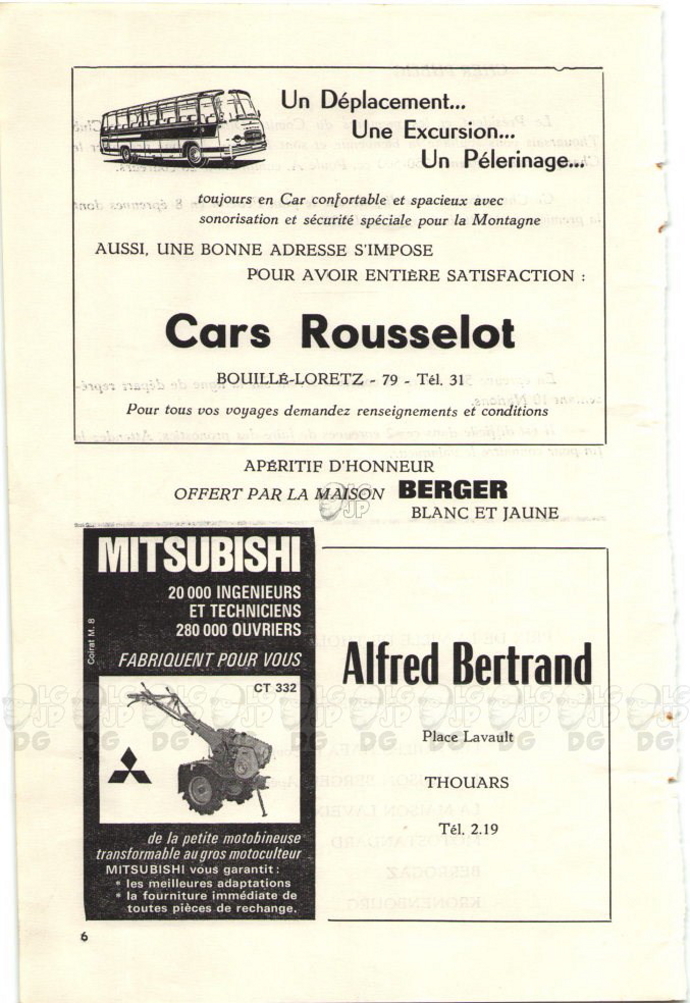 Un Déplacement...
Une Excursion...
Un Pélerinage...
toujours en Car confortable et spacieux avec
sonorisation et sécurité spéciale pour la Montagne
AUSSI, UNE BONNE ADRESSE S'IMPOSE
POUR AVOIR ENTIÈRE SATISFACTION :
Cars Rousselot
BOUILLÉ-LORETZ - 79 - Tél. 31
Pour tous vos voyages demandez renseignements et conditions
APÉRITIF D'HONNEUR
OFFERT PAR LA MAISON BERGER
BLANC ET JAUNE
MITSUBISHI
20 000 INGENIEURS
ET TECHNICIENS
280 000 OUVRIERS
Coirat M. 8
FABRIQUENT POUR VOUS
CT 332
de la petite motobineuse
transformable au gros motoculteur
MITSUBISHI vous garantit :
* les meilleures adaptations
* la fourniture immédiate de
toutes pièces de rechange.
Alfred Bertrand
Place Lavault
THOUARS
Tél. 2.19
6